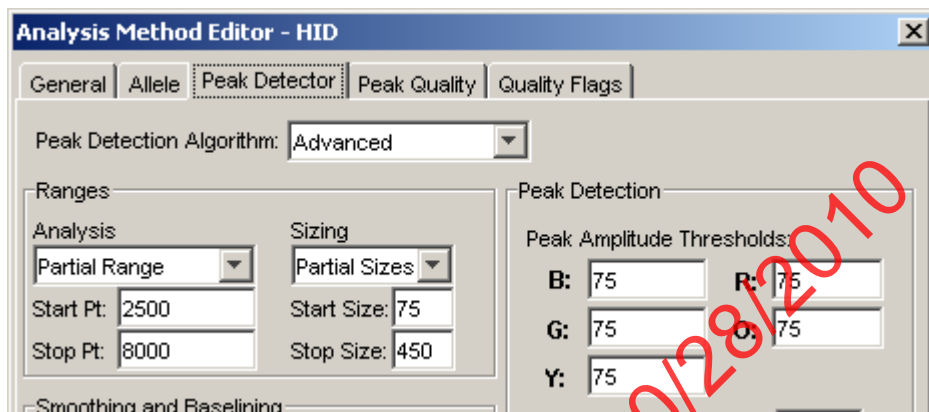 Analysis Method Editor - HID
General Allele Peak Detector Peak Quality Quality Flags
Peak Detection Algorithm: Advanced
Ranges
Analysis Sizing
Partial Range Partial Sizes
Start Pt: 2500 Start Size: 75
Stop Pt: 8000 Stop Size: 450
Smoothing and Baselining
Peak Detection
Peak Amplitude Thresholds:
B: 75 R: 75
G: 75 O: 75
Y: 75
0/28/2010